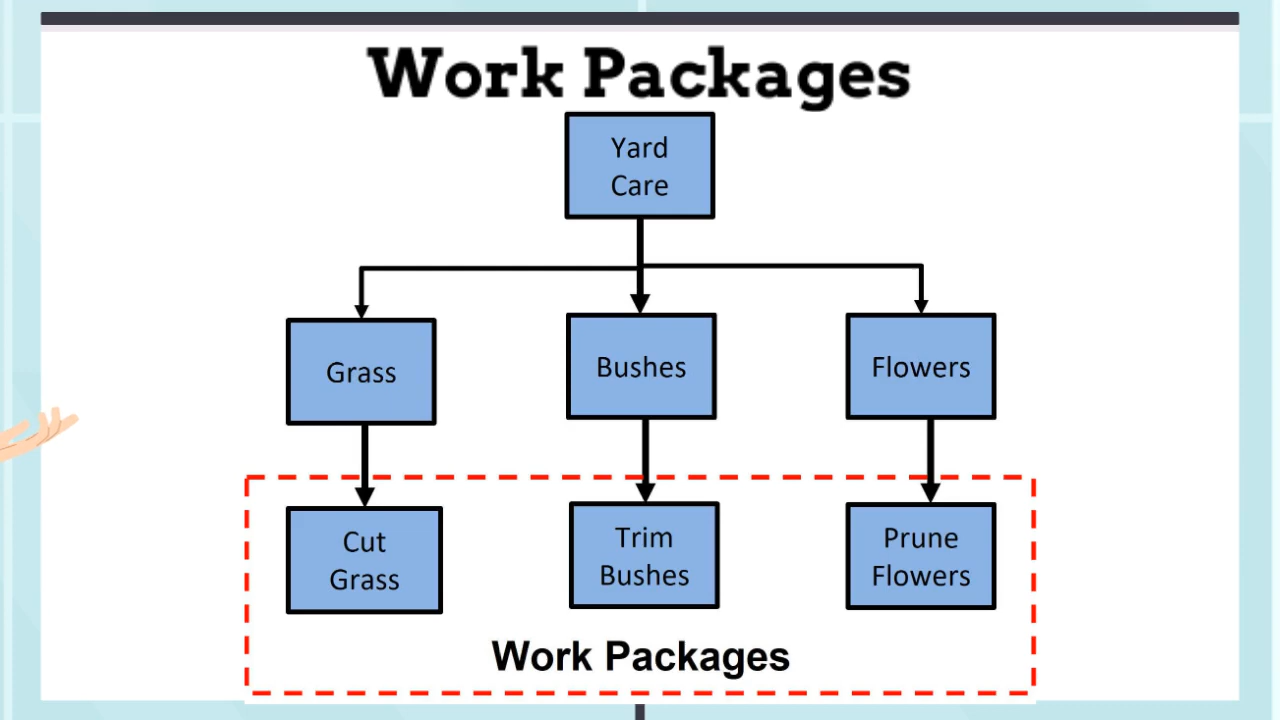 Work Packages
Yard
Care
Grass
Bushes
Flowers
Cut
Grass
Trim
Bushes
Prune
Flowers
Work Packages